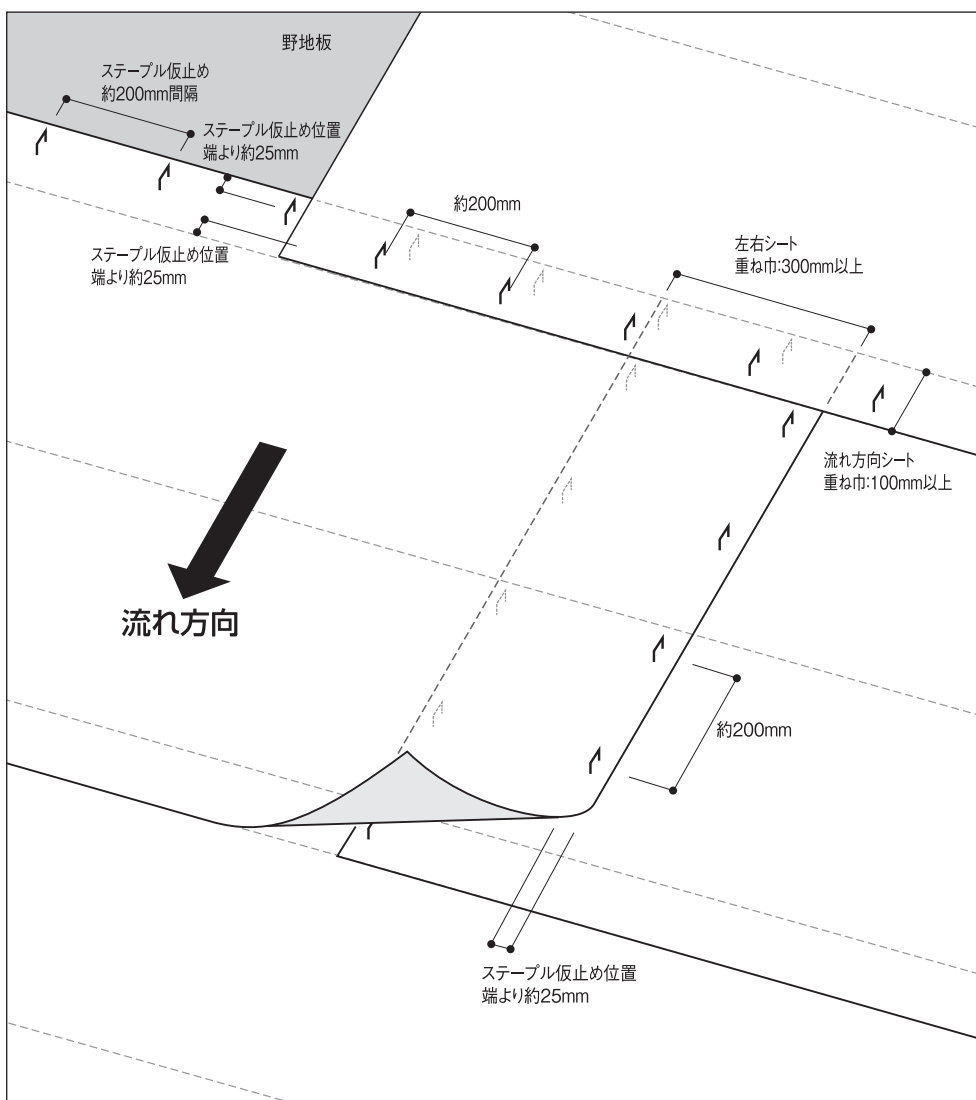 野地板
ステープル仮止め
約200mm間隔
ステープル仮止め位置
端より約25mm
ステープル仮止め位置
端より約25mm
約200mm
左右シート
重ね巾:300mm以上
流れ方向シート
重ね巾:100mm以上
流れ方向
約200mm
ステープル仮止め位置
端より約25mm